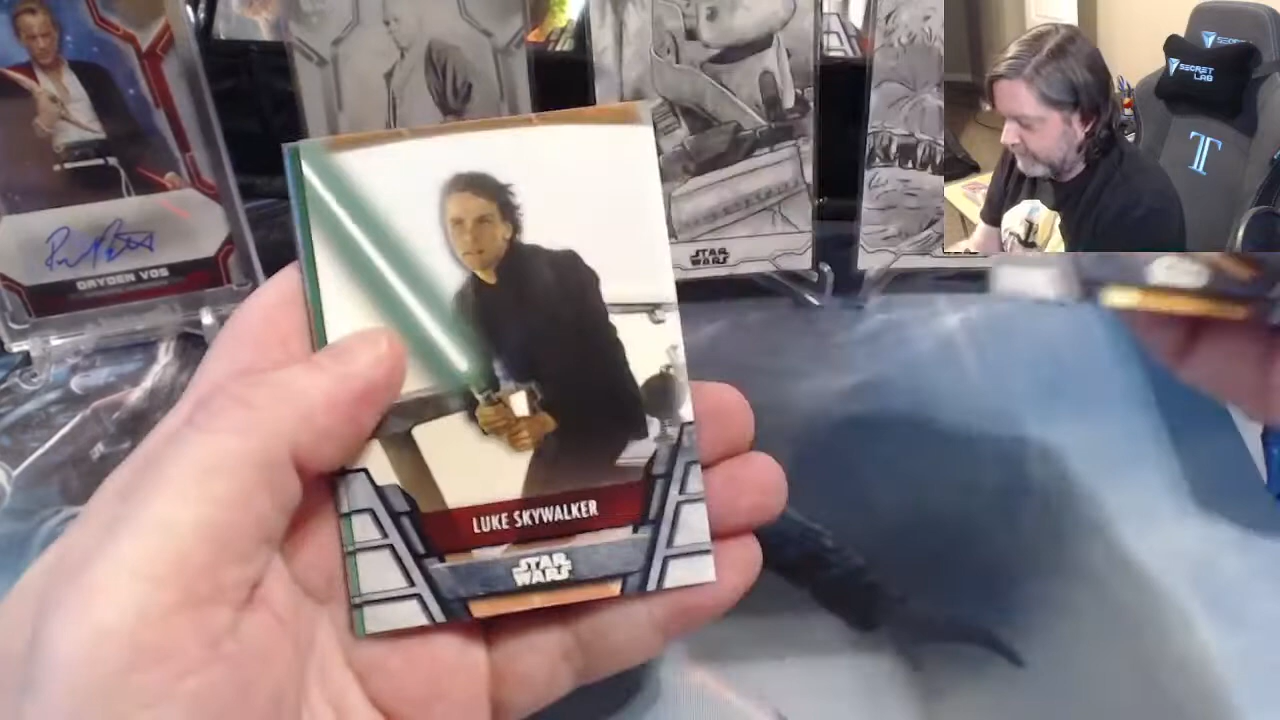 SECRET
LAB
DRYDEN VOS
STAR
WARS
LUKE SKYWALKER
STAR
WARS